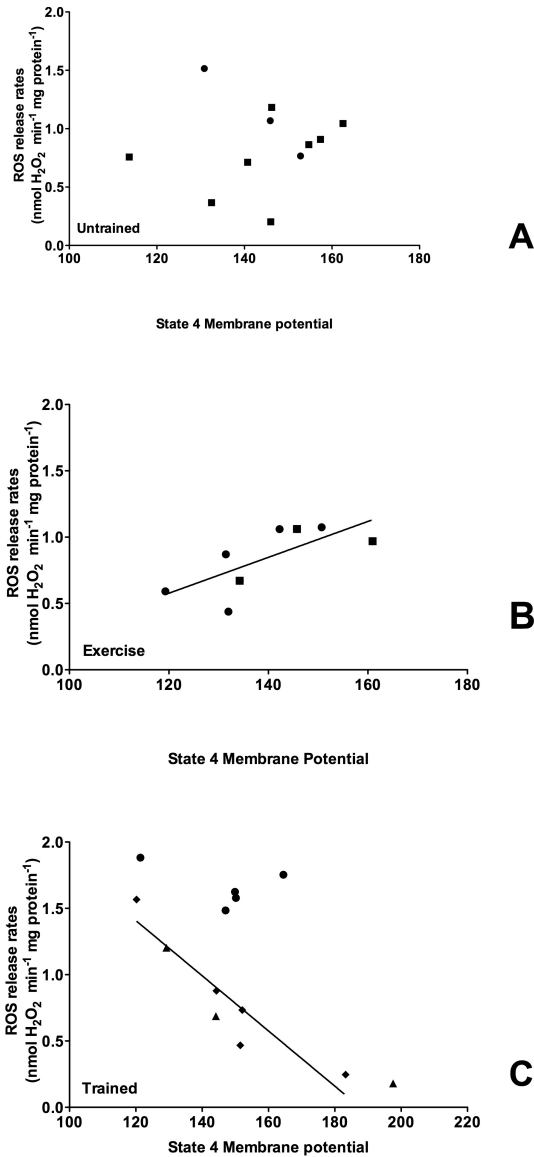 2.0
1.5
1.0
0.5
0.0
ROS release rates
(nmol H₂O₂ min⁻¹ mg protein⁻¹)
Untrained
100 120 140 160 180
State 4 Membrane potential
A
2.0
1.5
1.0
0.5
0.0
ROS release rates
(nmol H₂O₂ min⁻¹ mg protein⁻¹)
Exercise
100 120 140 160 180
State 4 Membrane Potential
B
2.0
1.5
1.0
0.5
0.0
ROS release rates
(nmol H₂O₂ min⁻¹ mg protein⁻¹)
Trained
100 120 140 160 180 200 220
State 4 Membrane potential
C